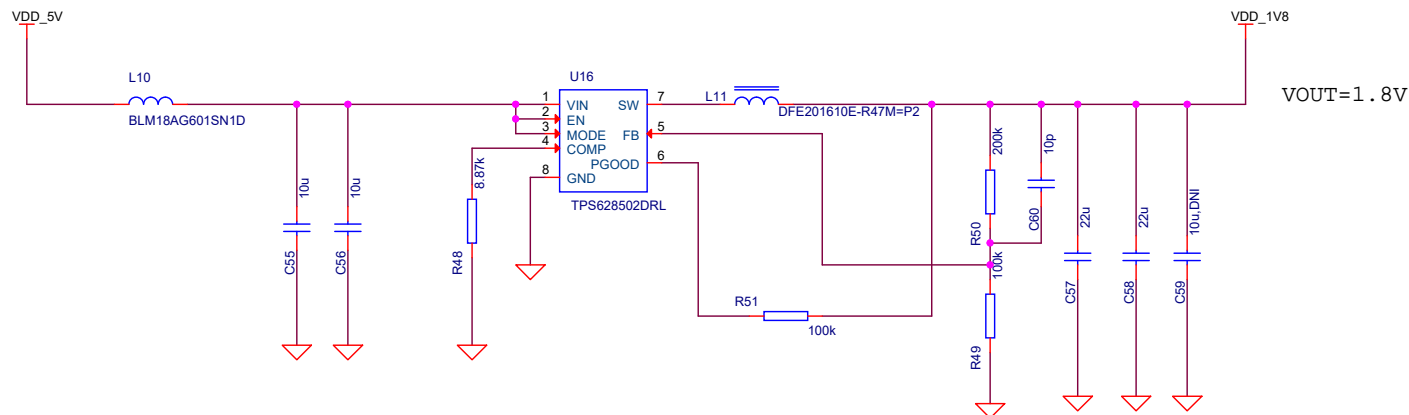 VDD_5V
VDD_1V8
L10
BLM18AG601SN1D
U16
1 VIN
2 EN
3 MODE
4 COMP
8 GND
SW 7
FB 5
PGOOD 6
TPS628502DRL
L11
DFE201610E-R47M=P2
VOUT=1.8V
10u
C55
10u
C56
8.87k
R48
R51
100k
200k
R50
10p
C60
100k
R49
22u
C57
22u
C58
10u,DNI
C59